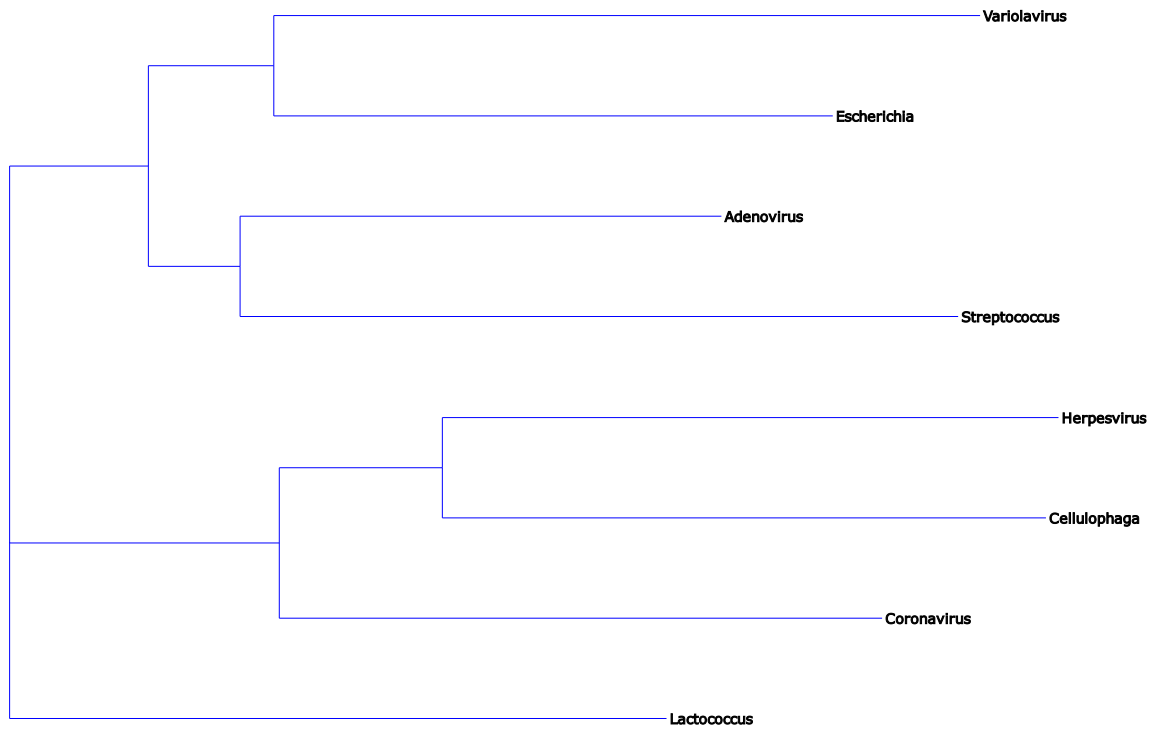 Variolavirus
Escherichia
Adenovirus
Streptococcus
Herpesvirus
Cellulophaga
Coronavirus
Lactococcus